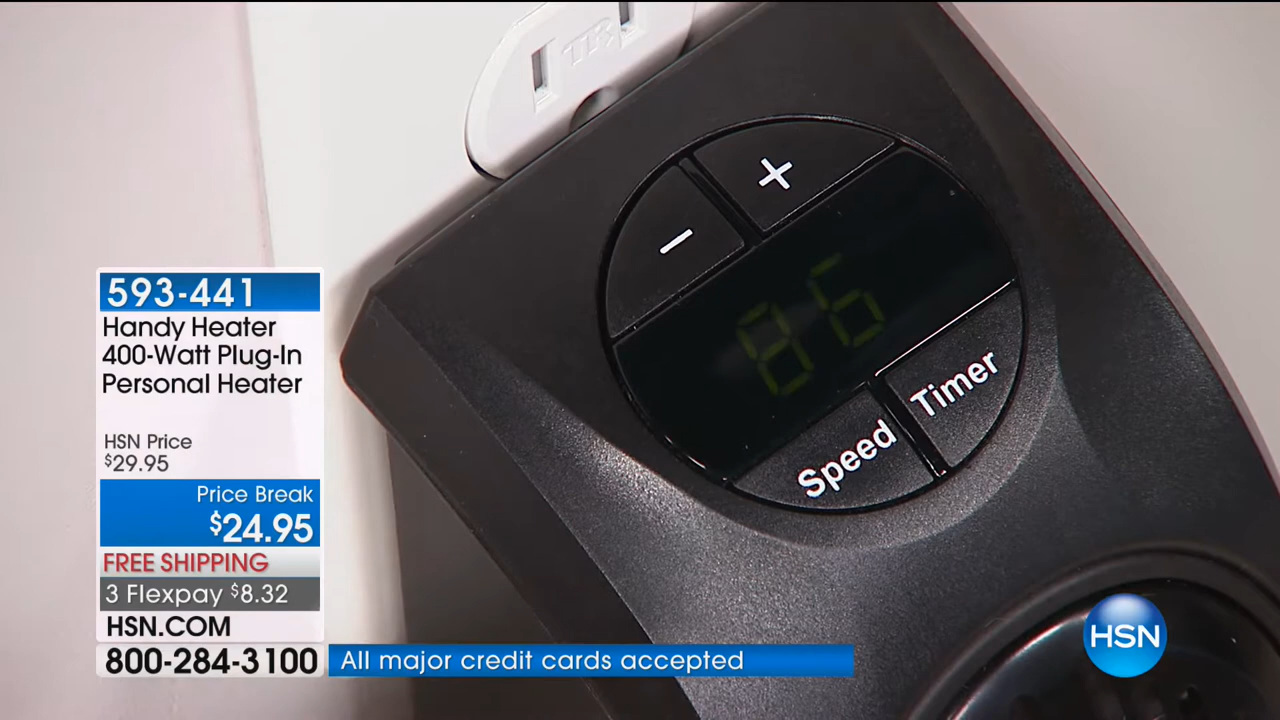 +
-
86
Speed
Timer
593-441
Handy Heater
400-Watt Plug-In
Personal Heater
HSN Price
$29.95
Price Break
$24.95
FREE SHIPPING
3 Flexpay $8.32
HSN.COM
800-284-3100
All major credit cards accepted
HSN